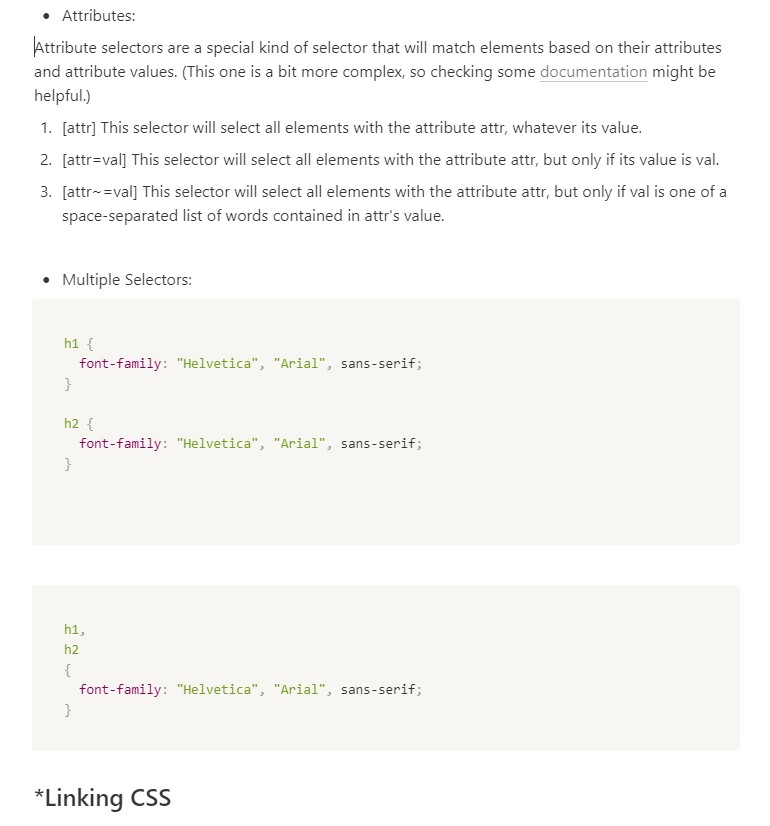 • Attributes:
Attribute selectors are a special kind of selector that will match elements based on their attributes
and attribute values. (This one is a bit more complex, so checking some documentation might be
helpful.)
1. [attr] This selector will select all elements with the attribute attr, whatever its value.
2. [attr=val] This selector will select all elements with the attribute attr, but only if its value is val.
3. [attr~=val] This selector will select all elements with the attribute attr, but only if val is one of a
space-separated list of words contained in attr's value.
• Multiple Selectors:
h1 {
  font-family: "Helvetica", "Arial", sans-serif;
}
h2 {
  font-family: "Helvetica", "Arial", sans-serif;
}
h1,
h2
{
  font-family: "Helvetica", "Arial", sans-serif;
}
*Linking CSS